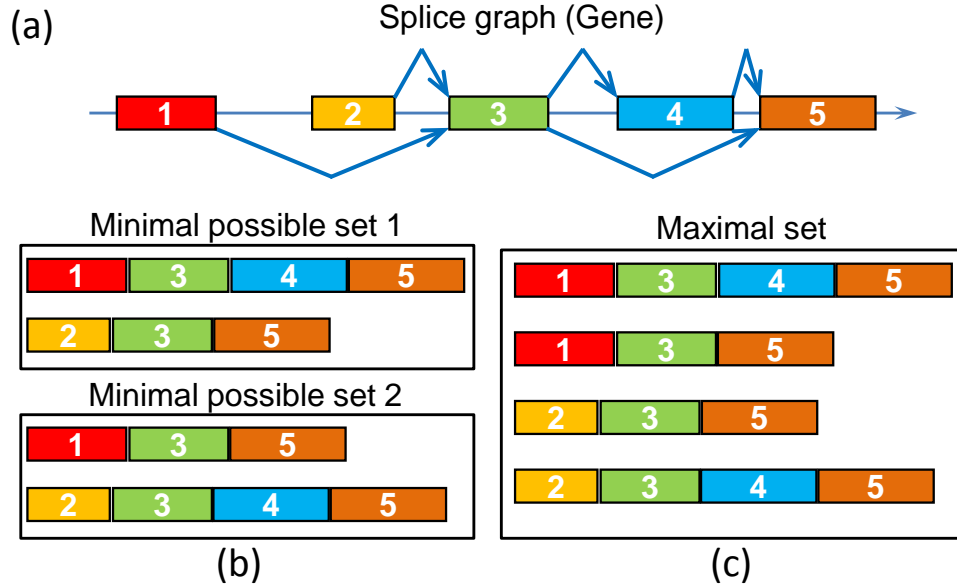 (a)
Splice graph (Gene)
1 2 3 4 5
Minimal possible set 1
1 3 4 5
2 3 5
Minimal possible set 2
1 3 5
2 3 4 5
(b)
Maximal set
1 3 4 5
1 3 5
2 3 5
2 3 4 5
(c)